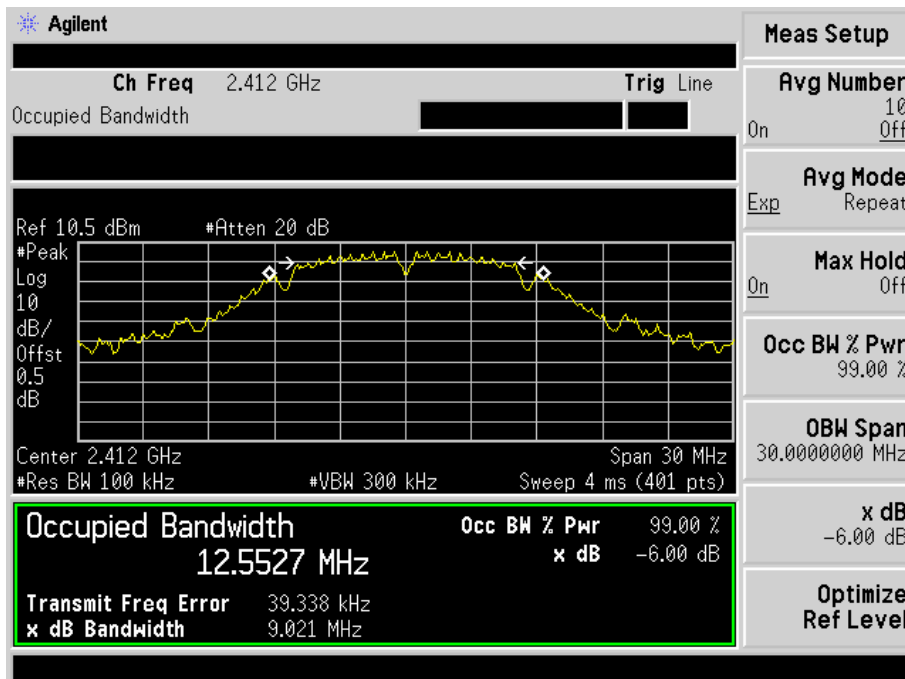 Agilent
Ch Freq 2.412 GHz Trig Line
Occupied Bandwidth
Ref 10.5 dBm #Atten 20 dB
#Peak
Log
10
dB/
Offst
0.5
dB
Center 2.412 GHz Span 30 MHz
#Res BW 100 kHz #VBW 300 kHz Sweep 4 ms (401 pts)
Occupied Bandwidth
12.5527 MHz
Occ BW % Pwr 99.00 %
x dB -6.00 dB
Transmit Freq Error 39.338 kHz
x dB Bandwidth 9.021 MHz
Meas Setup
Avg Number
10
On Off
Avg Mode
Exp Repeat
Max Hold
On Off
Occ BW % Pwr
99.00 %
OBW Span
30.0000000 MHz
x dB
-6.00 dB
Optimize
Ref Level